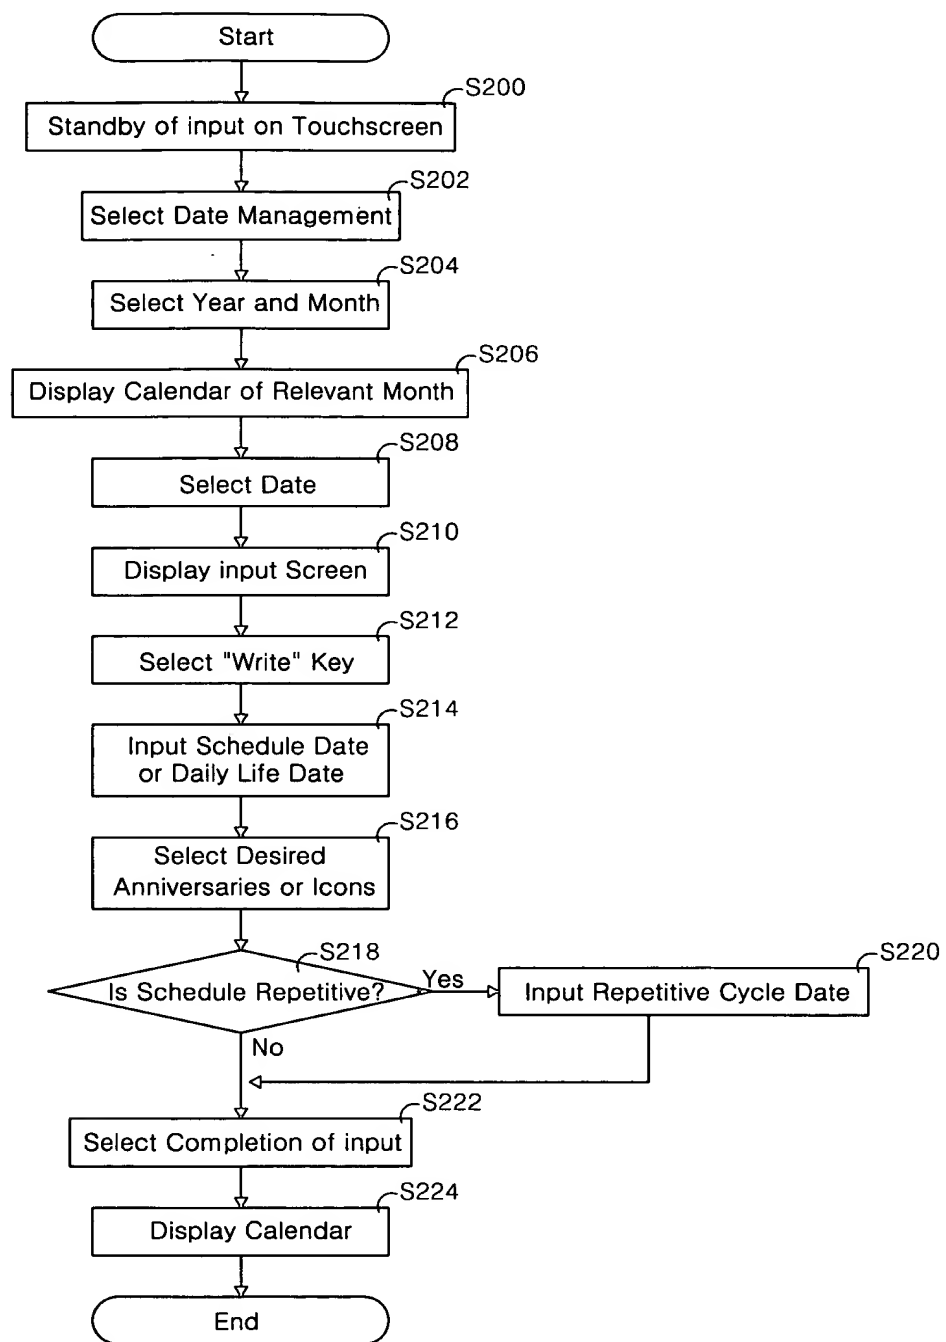 Start
S200
Standby of input on Touchscreen
S202
Select Date Management
S204
Select Year and Month
S206
Display Calendar of Relevant Month
S208
Select Date
S210
Display input Screen
S212
Select "Write" Key
S214
Input Schedule Date
or Daily Life Date
S216
Select Desired
Anniversaries or Icons
S218
Is Schedule Repetitive?
Yes
S220
Input Repetitive Cycle Date
No
S222
Select Completion of input
S224
Display Calendar
End